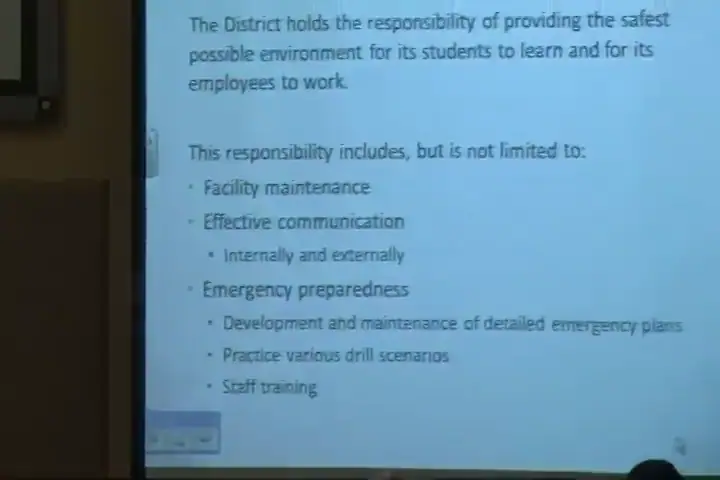 The District holds the responsibility of providing the safest
possible environment for its students to learn and for its
employees to work.
This responsibility includes, but is not limited to:
• Facility maintenance
• Effective communication
• Internally and externally
• Emergency preparedness
• Development and maintenance of detailed emergency plans
• Practice various drill scenarios
• Staff training